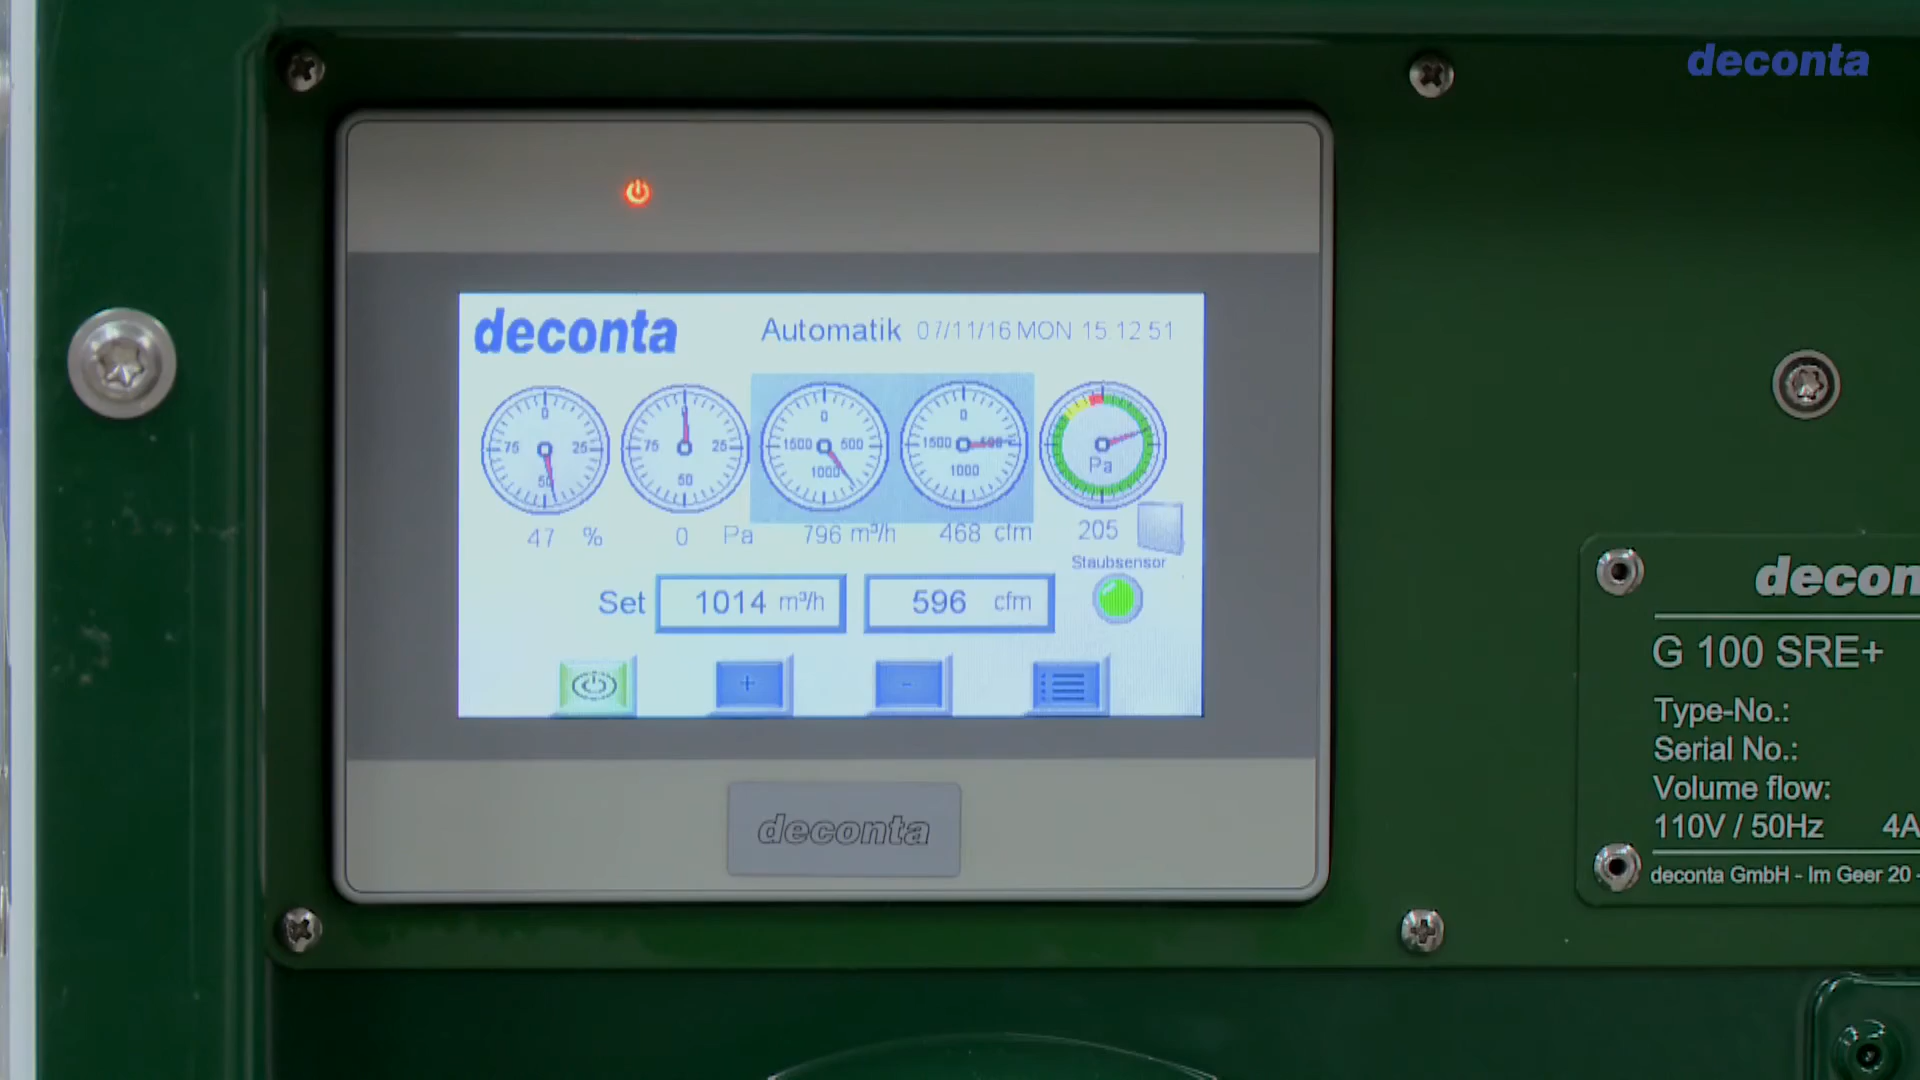 deconta
deconta Automatik 07/11/16 MON 15 12 51
0 25 50 75
0 25 50 75
0 500 1000 1500
0 1000 1500
Pa
47 % 0 Pa 796 m³/h 468 cfm 205
Staubsensor
Set 1014 m³/h 596 cfm
+ -
deconta
decon
G 100 SRE+
Type-No.:
Serial No.:
Volume flow:
110V / 50Hz 4A
deconta GmbH - Im Geer 20 -